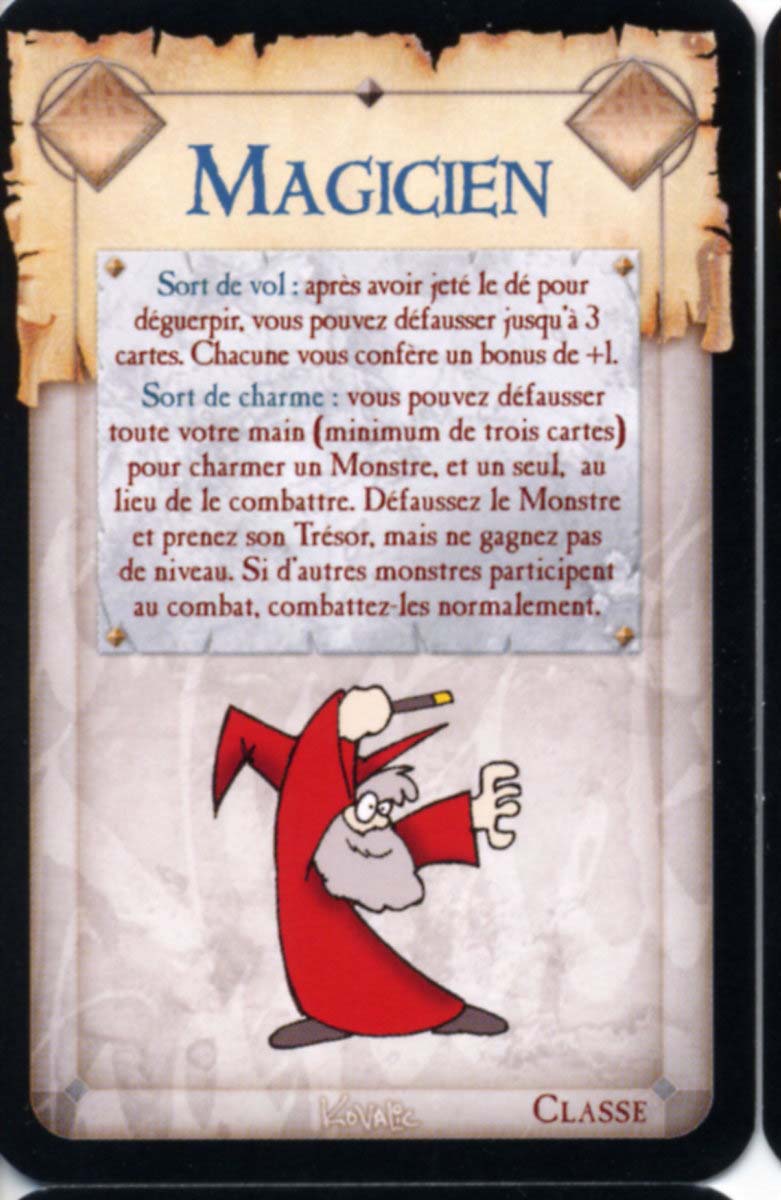 MAGICIEN
Sort de vol : après avoir jeté le dé pour
déguerpir, vous pouvez défausser jusqu'à 3
cartes. Chacune vous confère un bonus de +1.
Sort de charme : vous pouvez défausser
toute votre main (minimum de trois cartes)
pour charmer un Monstre, et un seul, au
lieu de le combattre. Défaussez le Monstre
et prenez son Trésor, mais ne gagnez pas
de niveau. Si d'autres monstres participent
au combat, combattez-les normalement.
KOVALIC
CLASSE